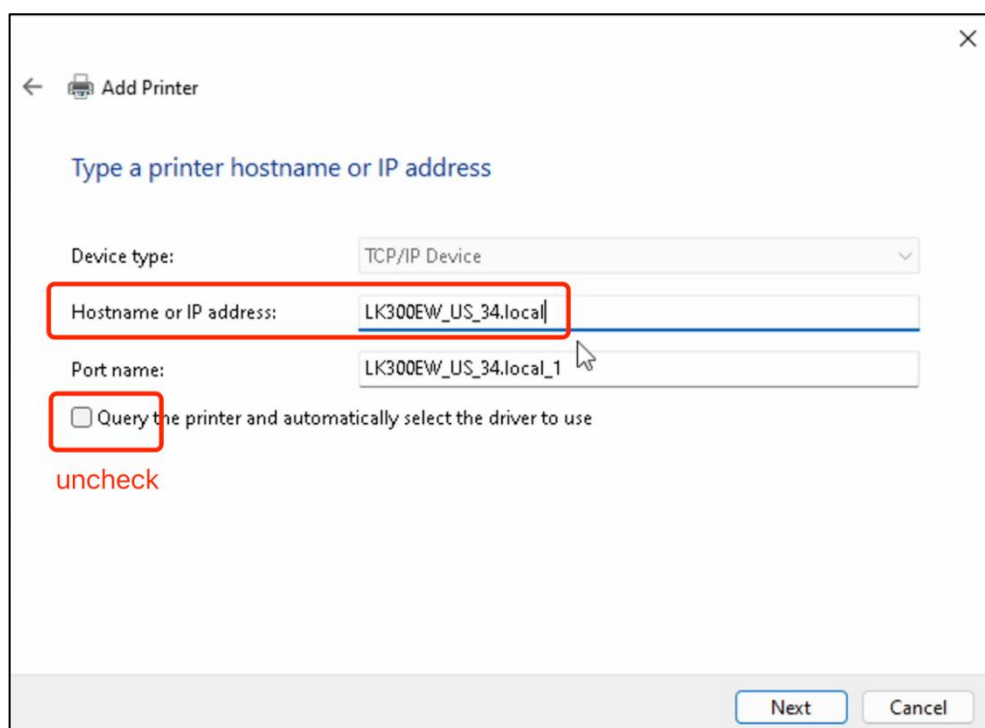 Add Printer
Type a printer hostname or IP address
Device type: TCP/IP Device
Hostname or IP address: LK300EW_US_34.local
Port name: LK300EW_US_34.local_1
Query the printer and automatically select the driver to use
uncheck
Next Cancel